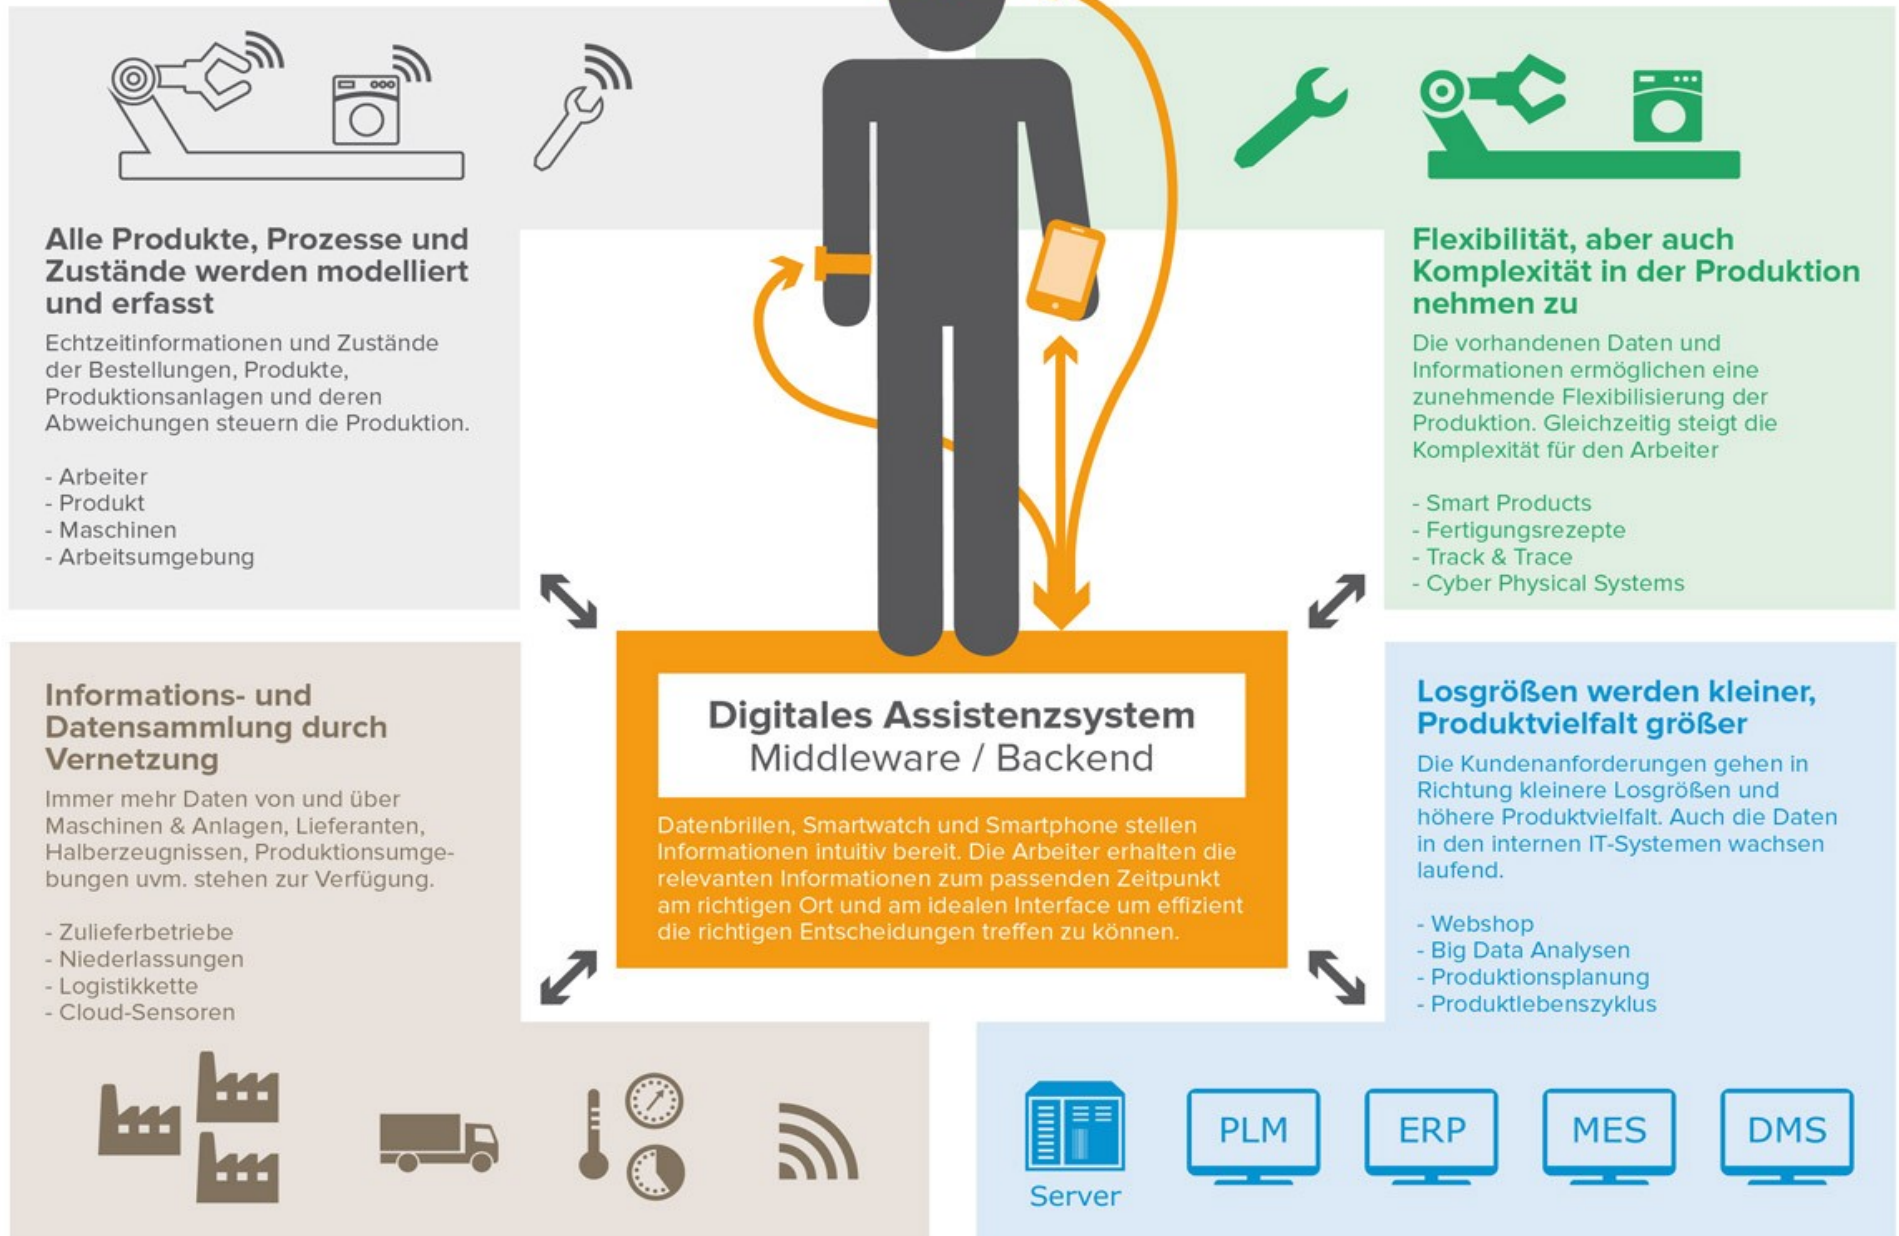 Alle Produkte, Prozesse und
Zustände werden modelliert
und erfasst
Echtzeitinformationen und Zustände
der Bestellungen, Produkte,
Produktionsanlagen und deren
Abweichungen steuern die Produktion.
- Arbeiter
- Produkt
- Maschinen
- Arbeitsumgebung
Flexibilität, aber auch
Komplexität in der Produktion
nehmen zu
Die vorhandenen Daten und
Informationen ermöglichen eine
zunehmende Flexibilisierung der
Produktion. Gleichzeitig steigt die
Komplexität für den Arbeiter
- Smart Products
- Fertigungsrezepte
- Track & Trace
- Cyber Physical Systems
Informations- und
Datensammlung durch
Vernetzung
Immer mehr Daten von und über
Maschinen & Anlagen, Lieferanten,
Halberzeugnissen, Produktionsumge-
bungen uvm. stehen zur Verfügung.
- Zulieferbetriebe
- Niederlassungen
- Logistikkette
- Cloud-Sensoren
Digitales Assistenzsystem
Middleware / Backend
Datenbrillen, Smartwatch und Smartphone stellen
Informationen intuitiv bereit. Die Arbeiter erhalten die
relevanten Informationen zum passenden Zeitpunkt
am richtigen Ort und am idealen Interface um effizient
die richtigen Entscheidungen treffen zu können.
Losgrößen werden kleiner,
Produktvielfalt größer
Die Kundenanforderungen gehen in
Richtung kleinere Losgrößen und
höhere Produktvielfalt. Auch die Daten
in den internen IT-Systemen wachsen
laufend.
- Webshop
- Big Data Analysen
- Produktionsplanung
- Produktlebenszyklus
Server
PLM
ERP
MES
DMS